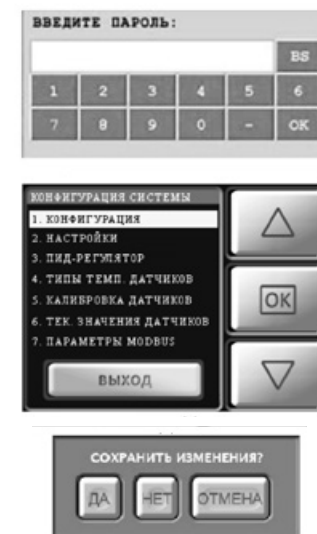 ВВЕДИТЕ ПАРОЛЬ:
BS
1 2 3 4 5 6
7 8 9 0 - OK
КОНФИГУРАЦИЯ СИСТЕМЫ
1. КОНФИГУРАЦИЯ
2. НАСТРОЙКИ
3. ПИД-РЕГУЛЯТОР
4. ТИПЫ ТЕМП. ДАТЧИКОВ
5. КАЛИБРОВКА ДАТЧИКОВ
6. ТЕК. ЗНАЧЕНИЯ ДАТЧИКОВ
7. ПАРАМЕТРЫ MODBUS
ВЫХОД
OK
СОХРАНИТЬ ИЗМЕНЕНИЯ?
ДА НЕТ ОТМЕНА